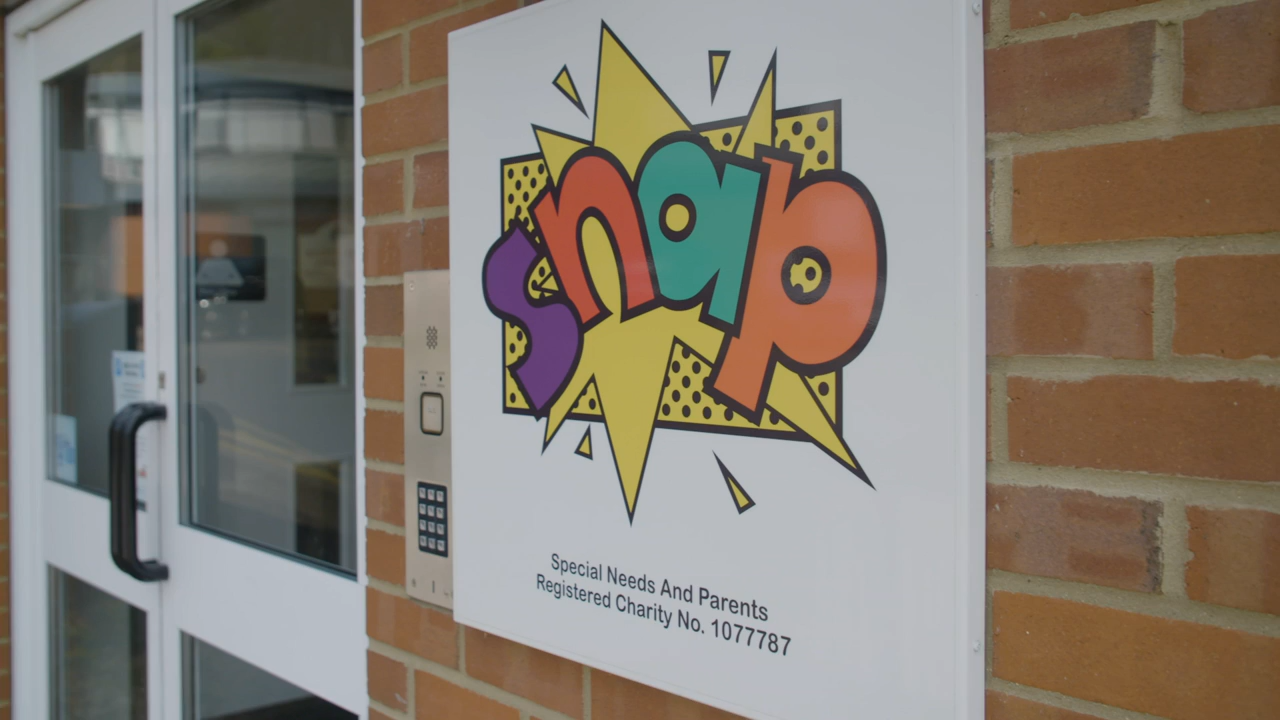 snap
Special Needs And Parents
Registered Charity No. 1077787